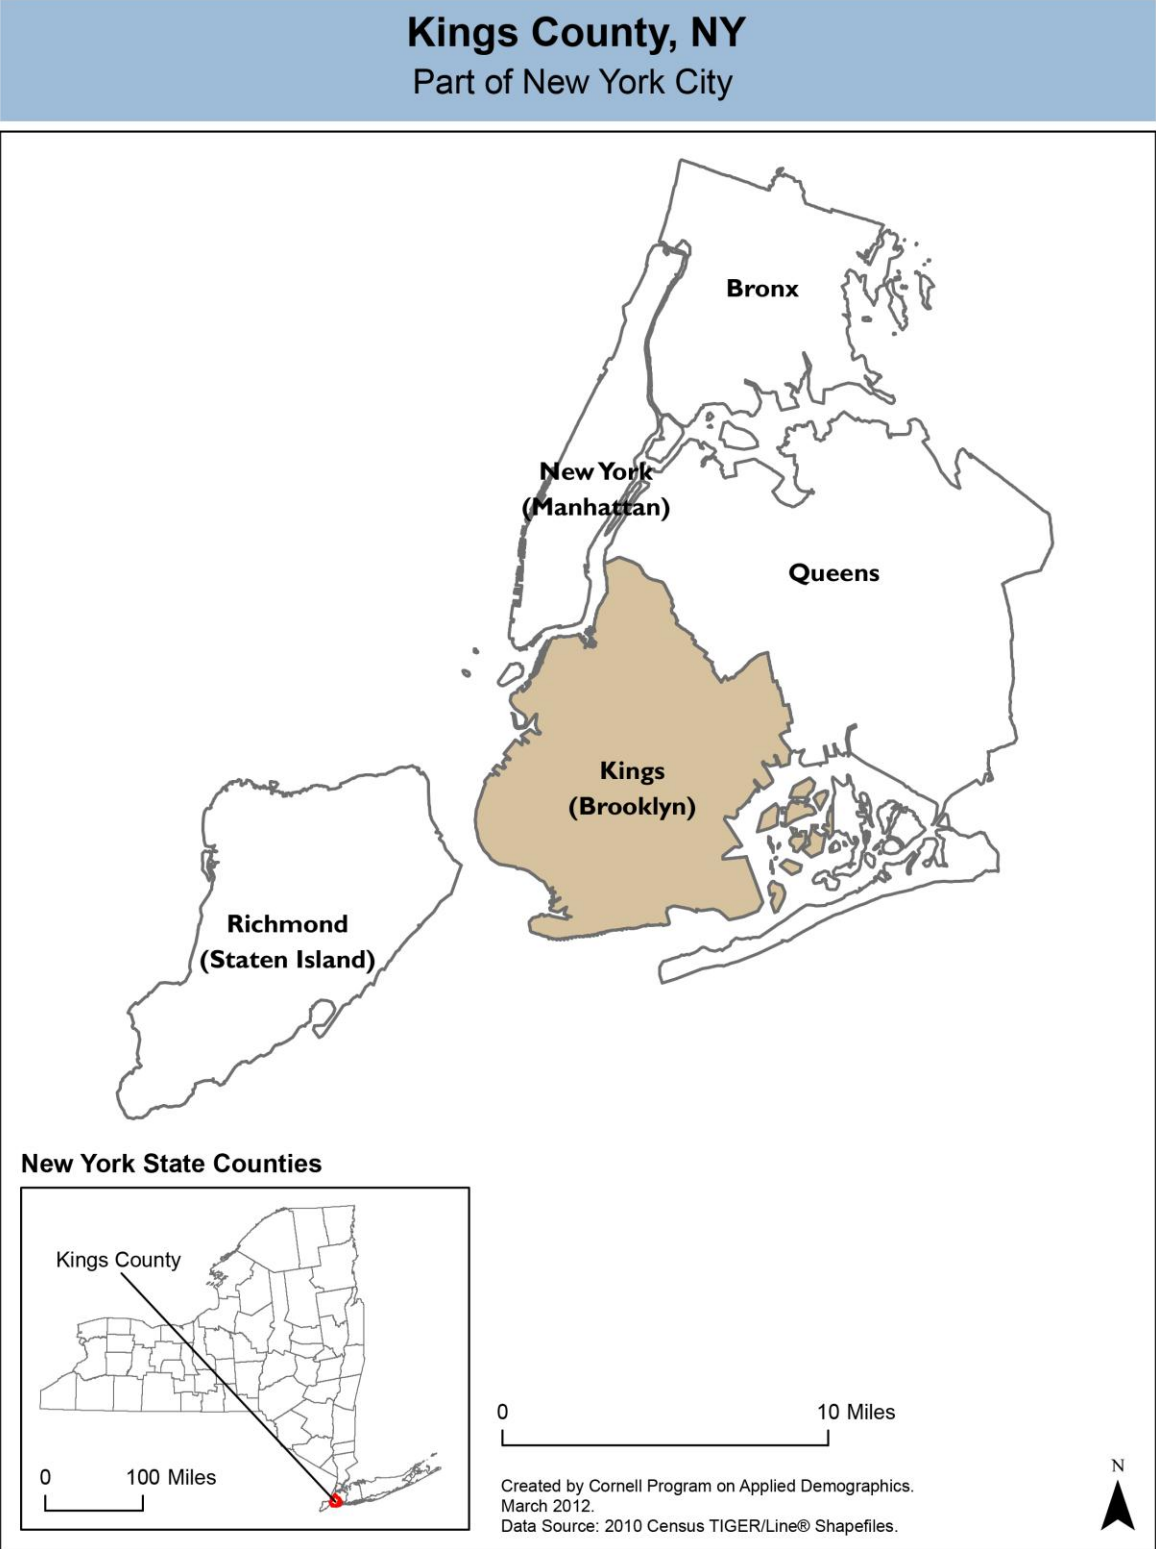 Kings County, NY
Part of New York City
Bronx
New York
(Manhattan)
Queens
Kings
(Brooklyn)
Richmond
(Staten Island)
New York State Counties
Kings County
0 100 Miles
0 10 Miles
Created by Cornell Program on Applied Demographics.
March 2012.
Data Source: 2010 Census TIGER/Line® Shapefiles.
N